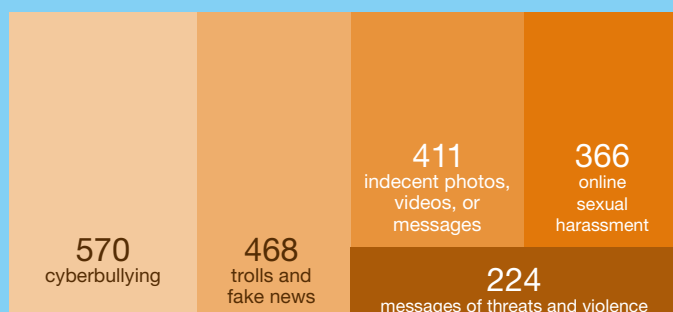 570
cyberbullying
468
trolls and
fake news
411
indecent photos,
videos, or
messages
366
online
sexual
harassment
224
messages of threats and violence